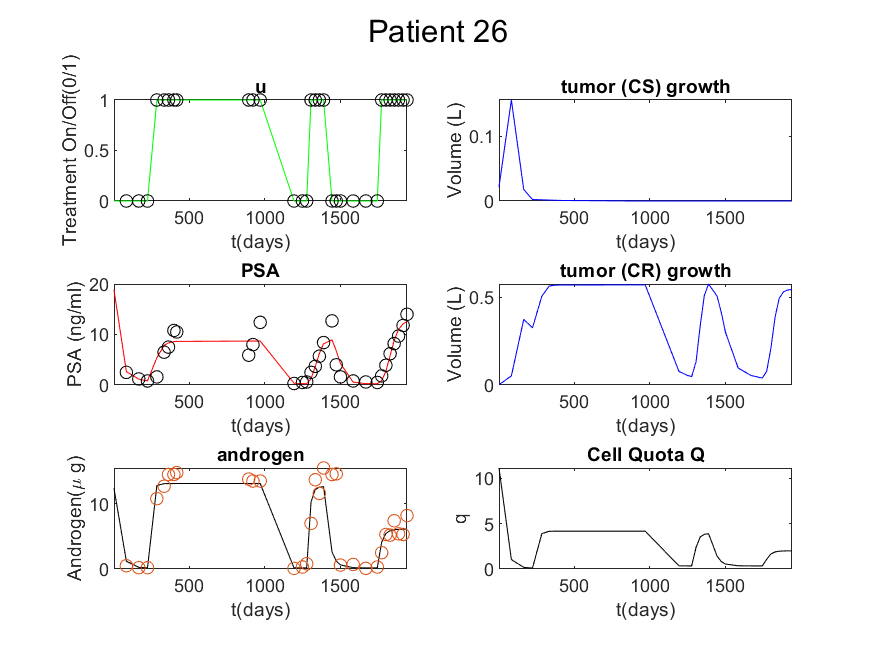 Patient 26
u
Treatment On/Off(0/1)
1
0.5
0
500 1000 1500
t(days)
tumor (CS) growth
Volume (L)
0.1
0
500 1000 1500
t(days)
PSA
PSA (ng/ml)
20
10
0
500 1000 1500
t(days)
tumor (CR) growth
Volume (L)
0.5
0
500 1000 1500
t(days)
androgen
Androgen(μ g)
10
0
500 1000 1500
t(days)
Cell Quota Q
q
10
5
0
500 1000 1500
t(days)